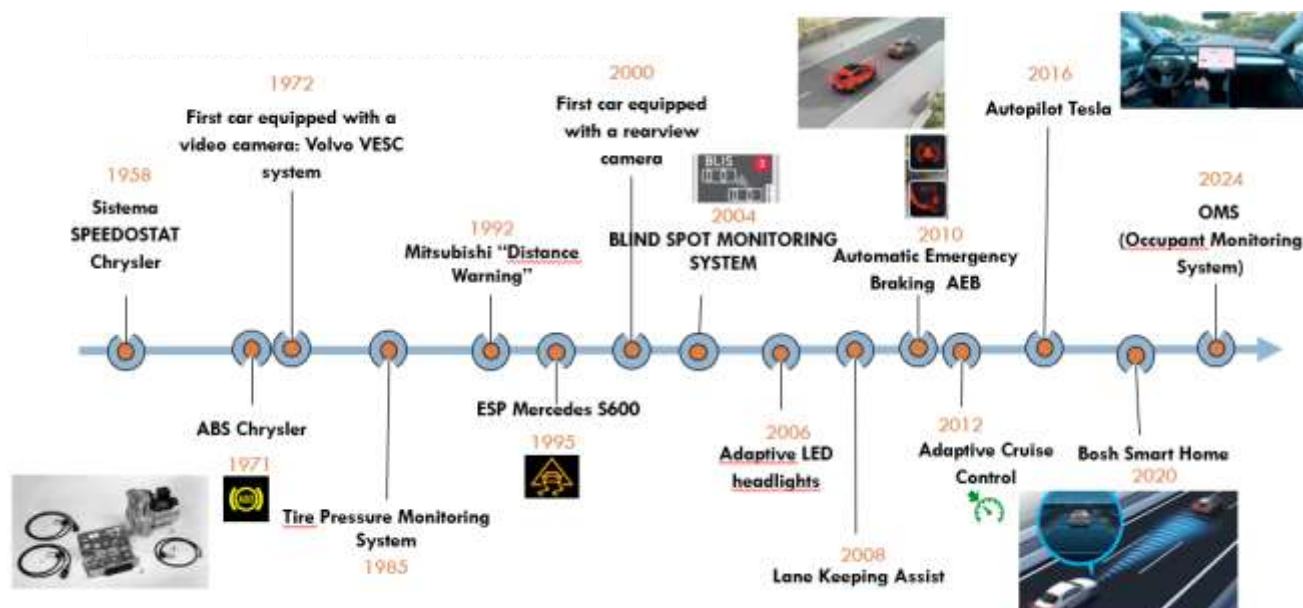 1958
Sistema
SPEEDOSTAT
Chrysler
1972
First car equipped with a
video camera: Volvo VESC
system
1992
Mitsubishi "Distance
Warning"
2000
First car equipped
with a rearview
camera
BLIS
2004
BLIND SPOT MONITORING
SYSTEM
2010
Automatic Emergency
Braking AEB
2016
Autopilot Tesla
2024
OMS
(Occupant Monitoring
System)
ABS Chrysler
1971
ABS
Tire Pressure Monitoring
System
1985
ESP Mercedes S600
1995
2006
Adaptive LED
headlights
2008
Lane Keeping Assist
2012
Adaptive Cruise
Control
Bosh Smart Home
2020